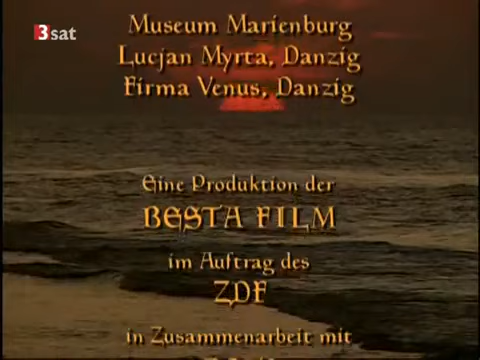 3sat
Museum Marienburg
Lucjan Myrta, Danzig
Firma Venus, Danzig
Eine Produktion der
BESTA FILM
im Auftrag des
ZDF
in Zusammenarbeit mit